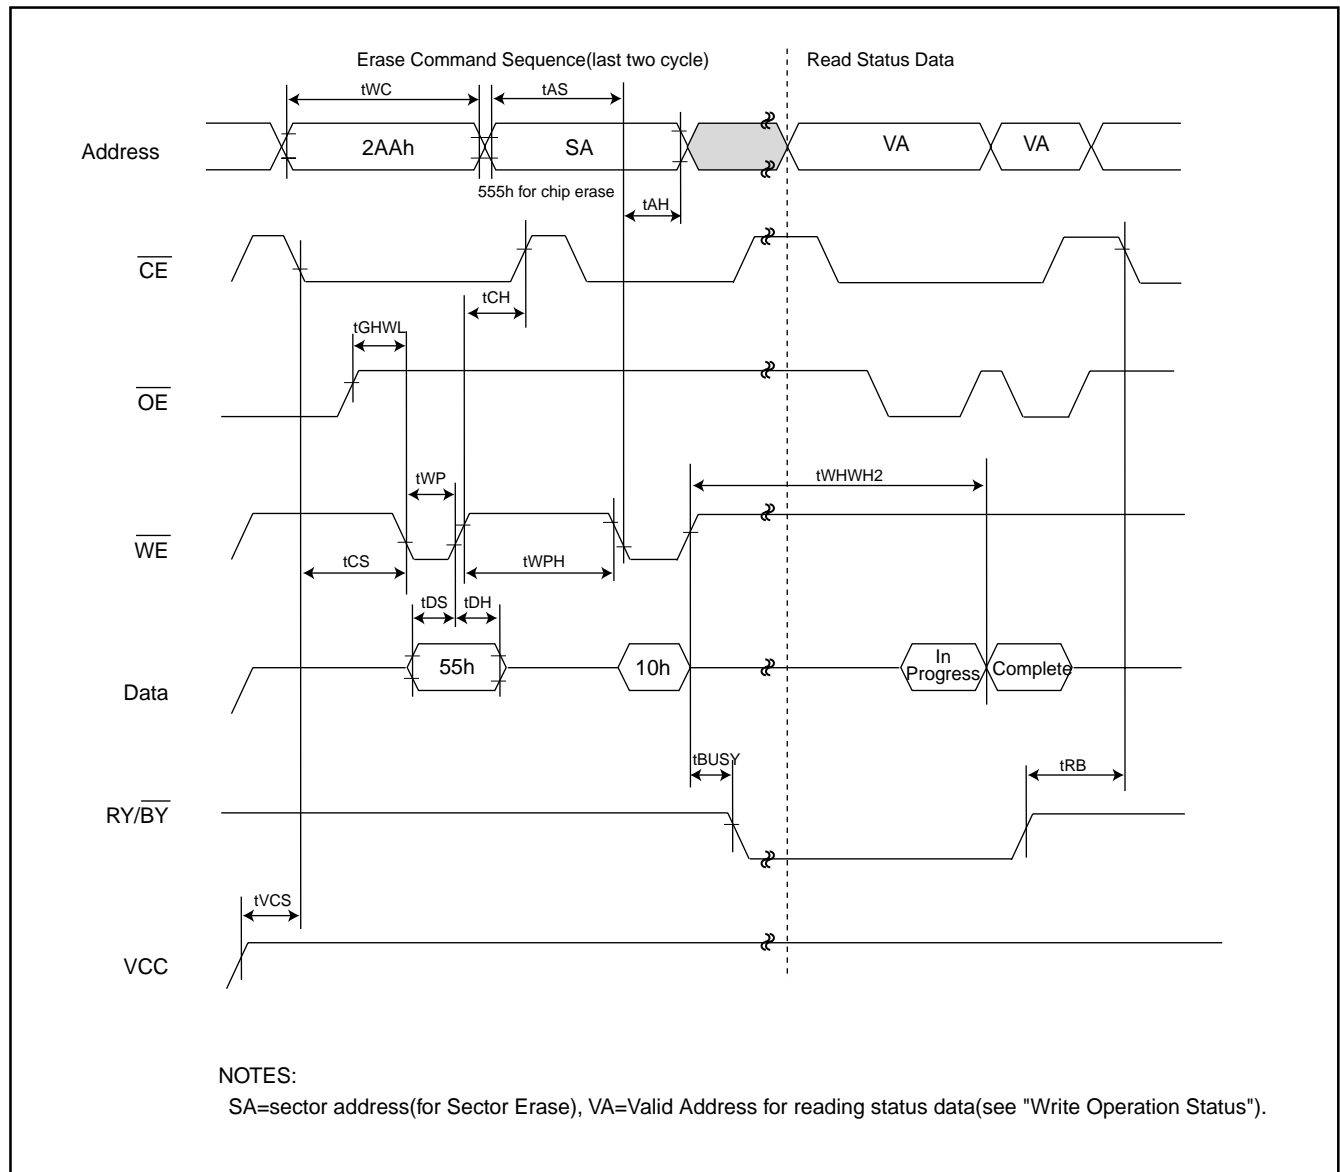 Erase Command Sequence(last two cycle)
Read Status Data
tWC
tAS
Address
2AAh
SA
VA
VA
555h for chip erase
tAH
CE
tCH
tGHWL
OE
tWP
tWHWH2
WE
tCS
tWPH
tDS
tDH
Data
55h
10h
In
Progress
Complete
tBUSY
tRB
RY/BY
tVCS
VCC
NOTES:
SA=sector address(for Sector Erase), VA=Valid Address for reading status data(see "Write Operation Status").